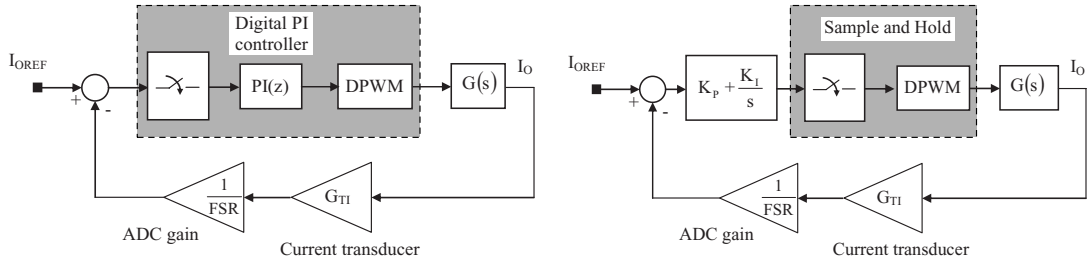 Digital PI
controller
I_OREF
+
-
PI(z)
DPWM
G(s)
I_O
1
FSR
G_TI
ADC gain
Current transducer
Sample and Hold
I_OREF
+
-
K_P + K_I/s
DPWM
G(s)
I_O
1
FSR
G_TI
ADC gain
Current transducer